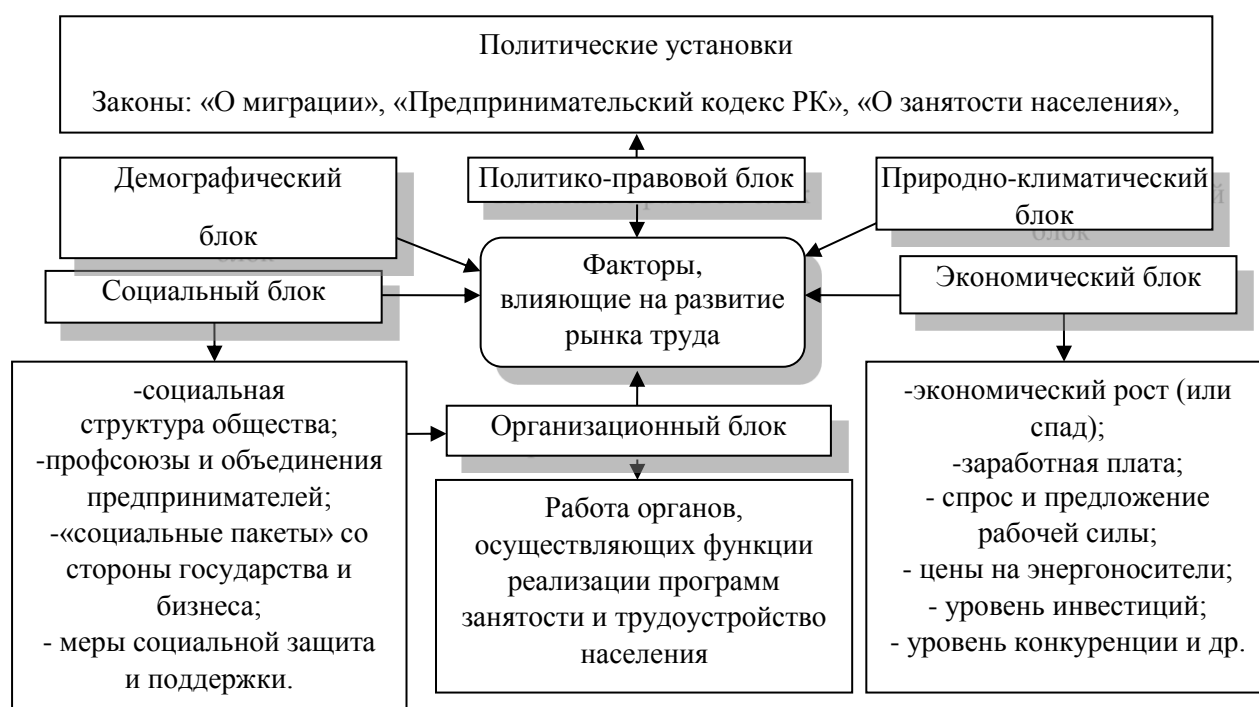 Политические установки
Законы: «О миграции», «Предпринимательский кодекс РК», «О занятости населения»,
Демографический
блок
Политико-правовой блок
Природно-климатический
блок
Социальный блок
Факторы,
влияющие на развитие
рынка труда
Экономический блок
-социальная
структура общества;
-профсоюзы и объединения
предпринимателей;
-«социальные пакеты» со
стороны государства и
бизнеса;
- меры социальной защита
и поддержки.
Организационный блок
Работа органов,
осуществляющих функции
реализации программ
занятости и трудоустройство
населения
-экономический рост (или
спад);
-заработная плата;
- спрос и предложение
рабочей силы;
- цены на энергоносители;
- уровень инвестиций;
- уровень конкуренции и др.